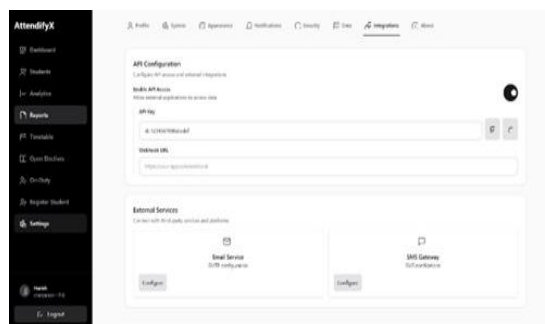 AttendifyX
Profile
System
Appearance
Notifications
Security
Data
Integrations
About
Dashboard
Students
Analytics
Reports
Timetable
On-Duty
Register Student
Settings
Logout
API Configuration
Configure API access and external integrations
Enable API Access
Allow external applications to access data
API Key
Webhook URL
External Services
Connect with third-party services and platforms
Email Service
SMTP configuration
Configure
SMS Gateway
SMS notifications
Configure